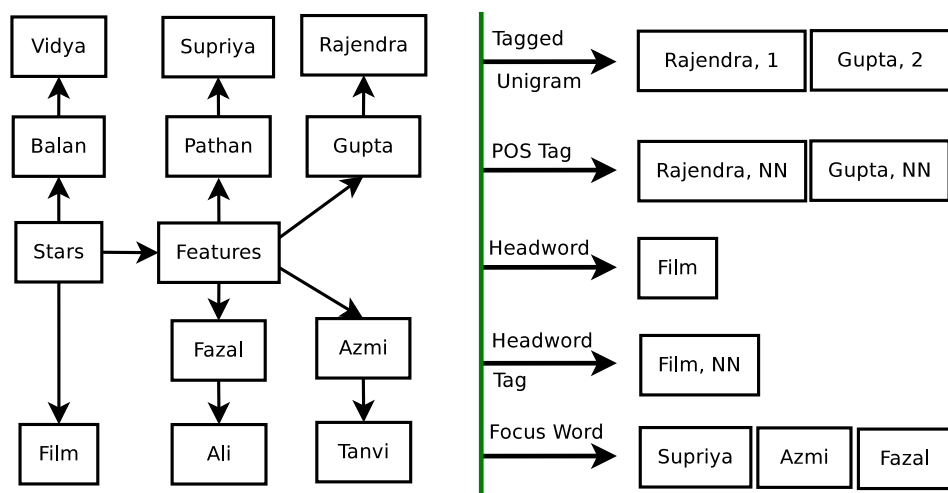 Vidya
Supriya
Rajendra
Balan
Pathan
Gupta
Stars
Features
Fazal
Azmi
Film
Ali
Tanvi
Tagged
Unigram
Rajendra, 1
Gupta, 2
POS Tag
Rajendra, NN
Gupta, NN
Headword
Film
Headword
Tag
Film, NN
Focus Word
Supriya
Azmi
Fazal